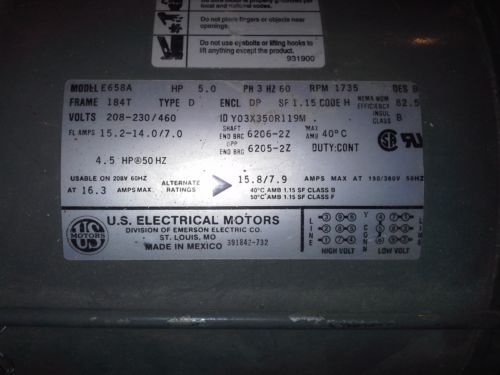 local and national codes.
Do not place fingers or objects near
openings.
Do not use eyebolts or lifting hooks to
lift anything except the product.
931900
MODEL E658A HP 5.0 PH 3 HZ 60 RPM 1735 DES B
FRAME 184T TYPE D ENCL DP SF 1.15 CODE H NEMA NOM EFFICIENCY 82.5
VOLTS 208-230/460 ID Y03X350R119M INS CLASS B
FL AMPS 15.2-14.0/7.0 SHAFT END BRG 6206-2Z MAX AMB 40°C
OPP END BRG 6205-2Z DUTY:CONT
4.5 HP@50HZ
USABLE ON 208V 60HZ
AT 16.3 AMPS MAX. ALTERNATE RATINGS > 15.8/7.9 AMPS MAX AT 190/380V 50HZ
40°C AMB 1.15 SF CLASS B
50°C AMB 1.15 SF CLASS F
US MOTORS
U.S. ELECTRICAL MOTORS
DIVISION OF EMERSON ELECTRIC CO.
ST. LOUIS, MO
MADE IN MEXICO 391842-732
LINE Y CONN LINE
HIGH VOLT LOW VOLT